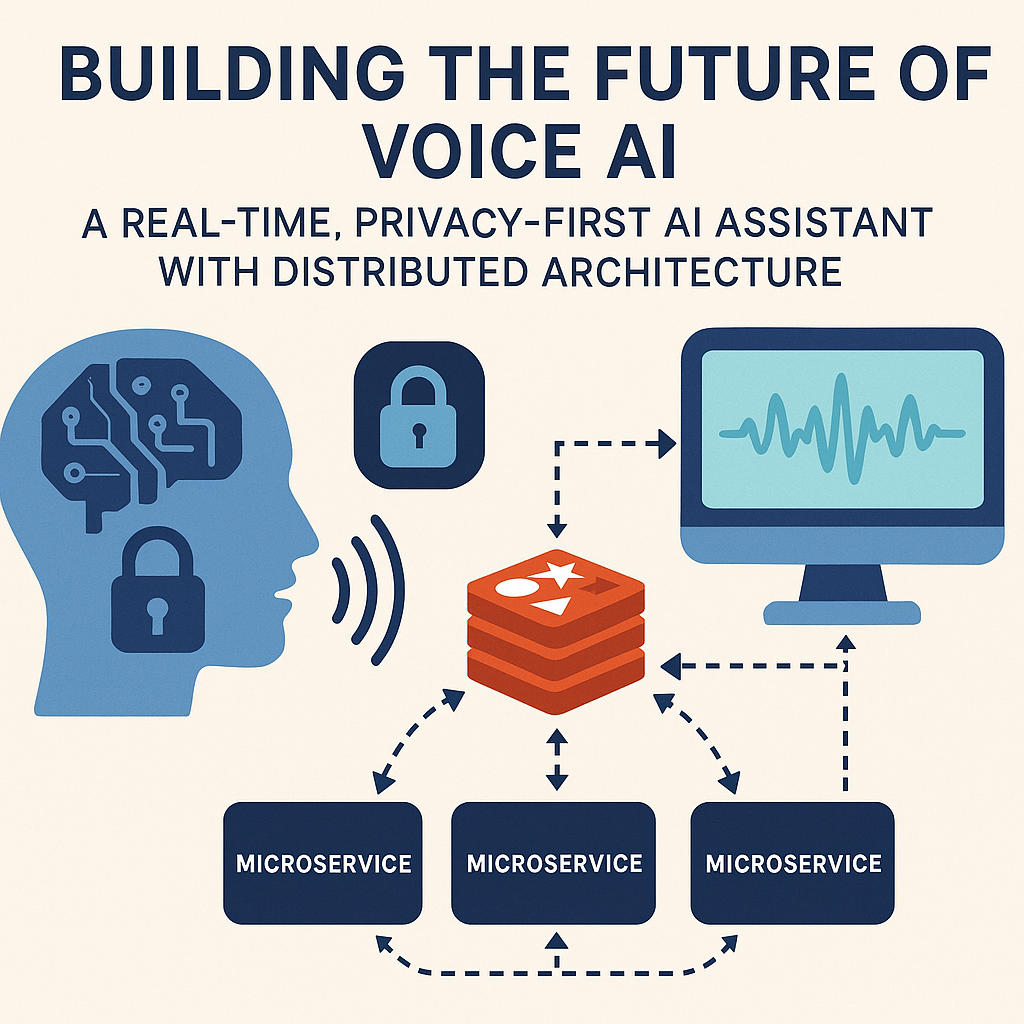 BUILDING THE FUTURE OF
VOICE AI
A REAL-TIME, PRIVACY-FIRST AI ASSISTANT
WITH DISTRIBUTED ARCHITECTURE
MICROSERVICE
MICROSERVICE
MICROSERVICE